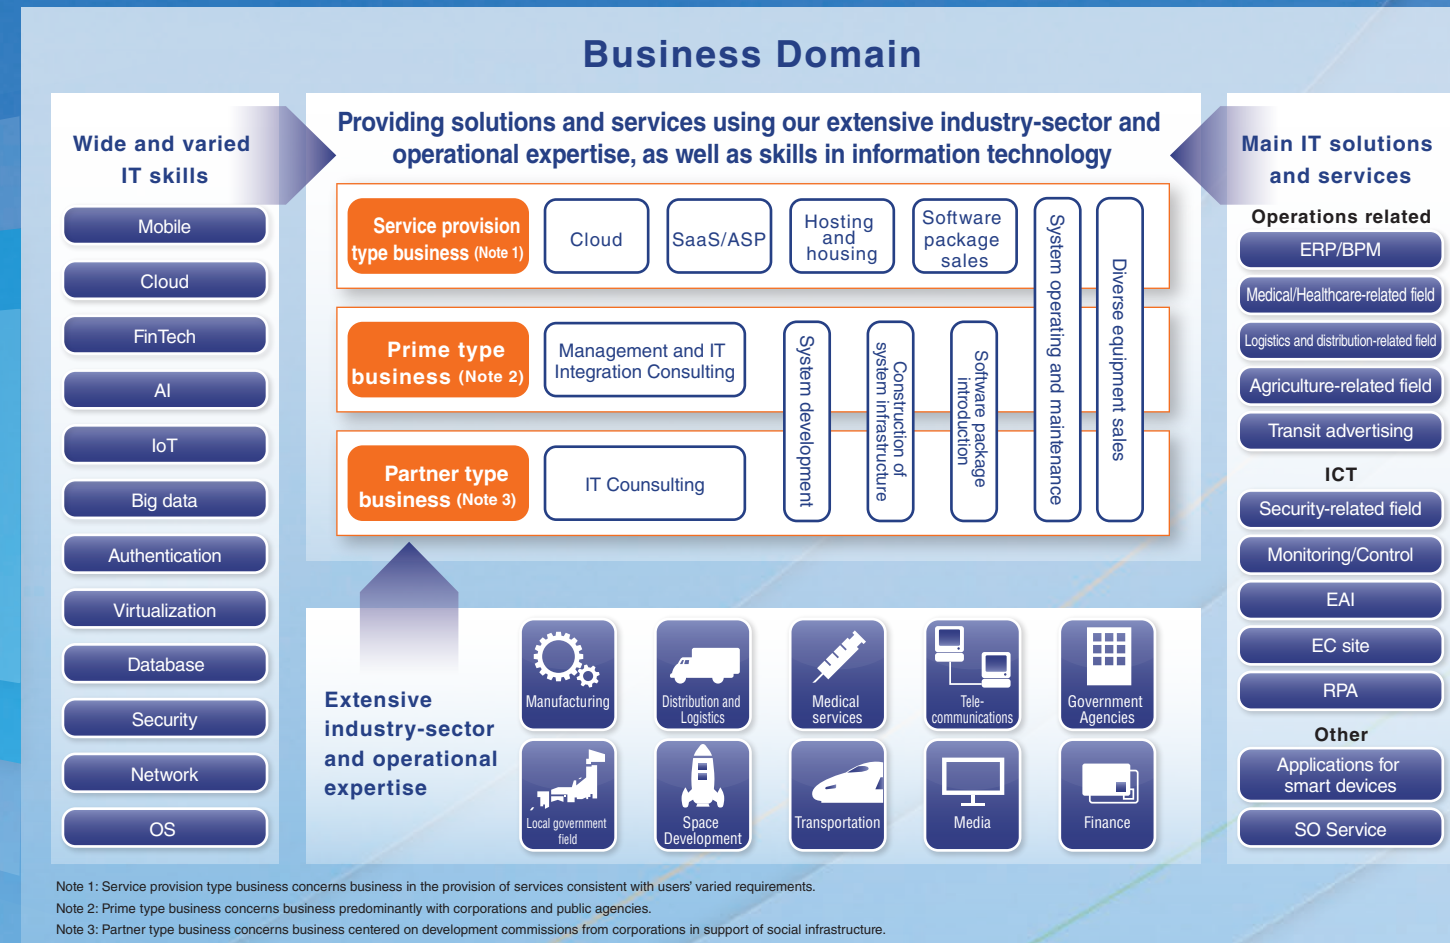 Business Domain
Wide and varied
IT skills
Mobile
Cloud
FinTech
AI
IoT
Big data
Authentication
Virtualization
Database
Security
Network
OS
Providing solutions and services using our extensive industry-sector and
operational expertise, as well as skills in information technology
Service provision
type business (Note 1)
Cloud
SaaS/ASP
Hosting
and
housing
Software
package
sales
Prime type
business (Note 2)
Management and IT
Integration Consulting
Partner type
business (Note 3)
IT Counsulting
System development
Construction of
system infrastructure
Software package
introduction
System operating and maintenance
Diverse equipment sales
Extensive
industry-sector
and operational
expertise
Manufacturing
Distribution and
Logistics
Medical
services
Tele-
communications
Government
Agencies
Local government
field
Space
Development
Transportation
Media
Finance
Main IT solutions
and services
Operations related
ERP/BPM
Medical/Healthcare-related field
Logistics and distribution-related field
Agriculture-related field
Transit advertising
ICT
Security-related field
Monitoring/Control
EAI
EC site
RPA
Other
Applications for
smart devices
SO Service
Note 1: Service provision type business concerns business in the provision of services consistent with users' varied requirements.
Note 2: Prime type business concerns business predominantly with corporations and public agencies.
Note 3: Partner type business concerns business centered on development commissions from corporations in support of social infrastructure.